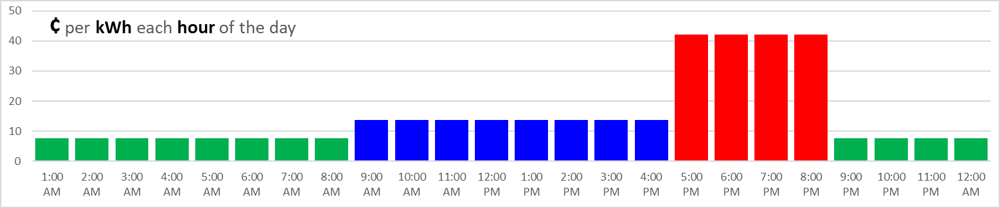 50
¢ per kWh each hour of the day
40
30
20
10
0
1:00 AM
2:00 AM
3:00 AM
4:00 AM
5:00 AM
6:00 AM
7:00 AM
8:00 AM
9:00 AM
10:00 AM
11:00 AM
12:00 PM
1:00 PM
2:00 PM
3:00 PM
4:00 PM
5:00 PM
6:00 PM
7:00 PM
8:00 PM
9:00 PM
10:00 PM
11:00 PM
12:00 AM